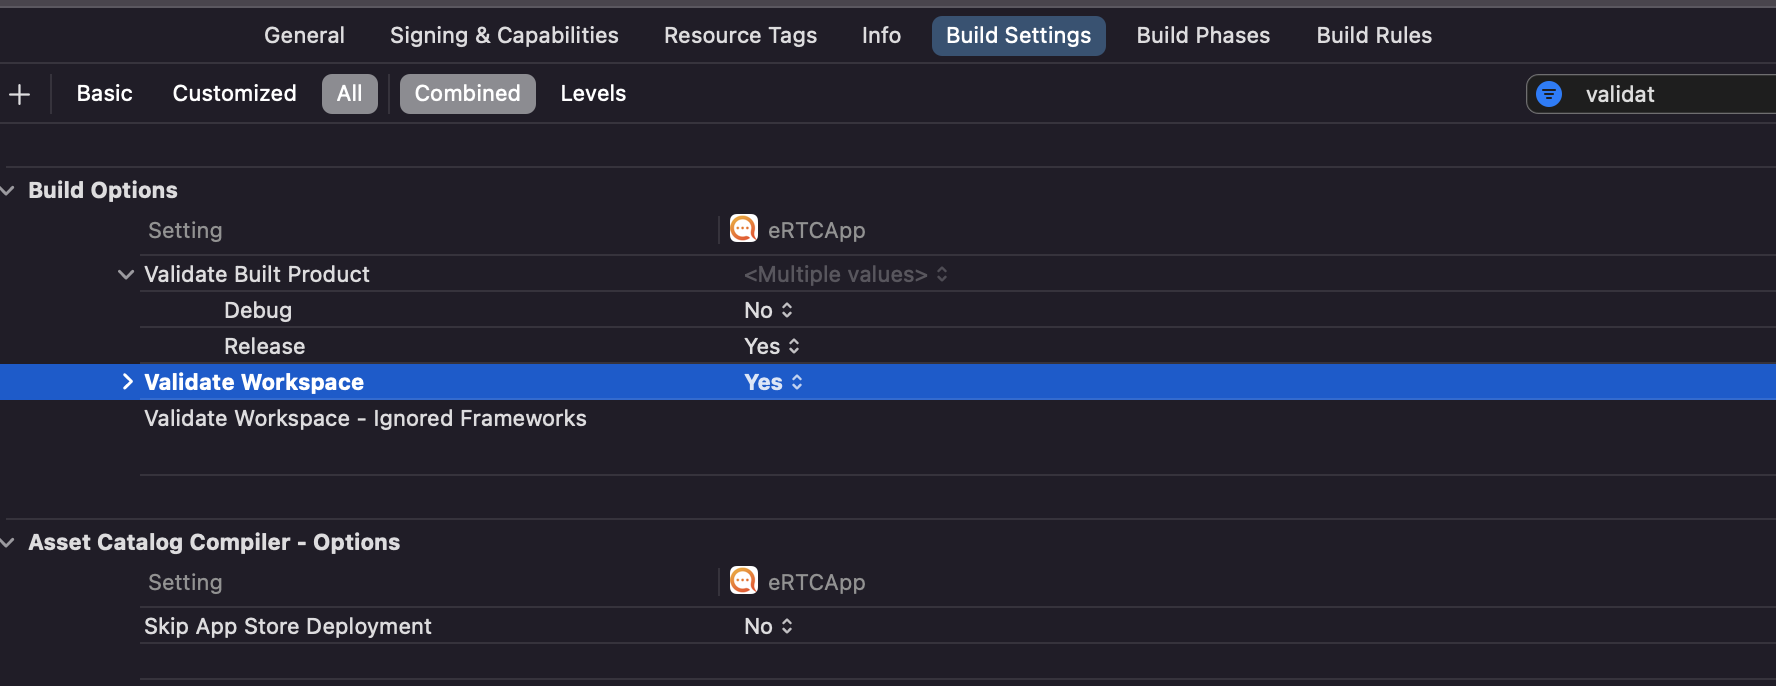 General Signing & Capabilities Resource Tags Info Build Settings Build Phases Build Rules
Basic Customized All Combined Levels validat
Build Options
Setting eRTCApp
Validate Built Product <Multiple values>
Debug No
Release Yes
Validate Workspace Yes
Validate Workspace - Ignored Frameworks
Asset Catalog Compiler - Options
Setting eRTCApp
Skip App Store Deployment No